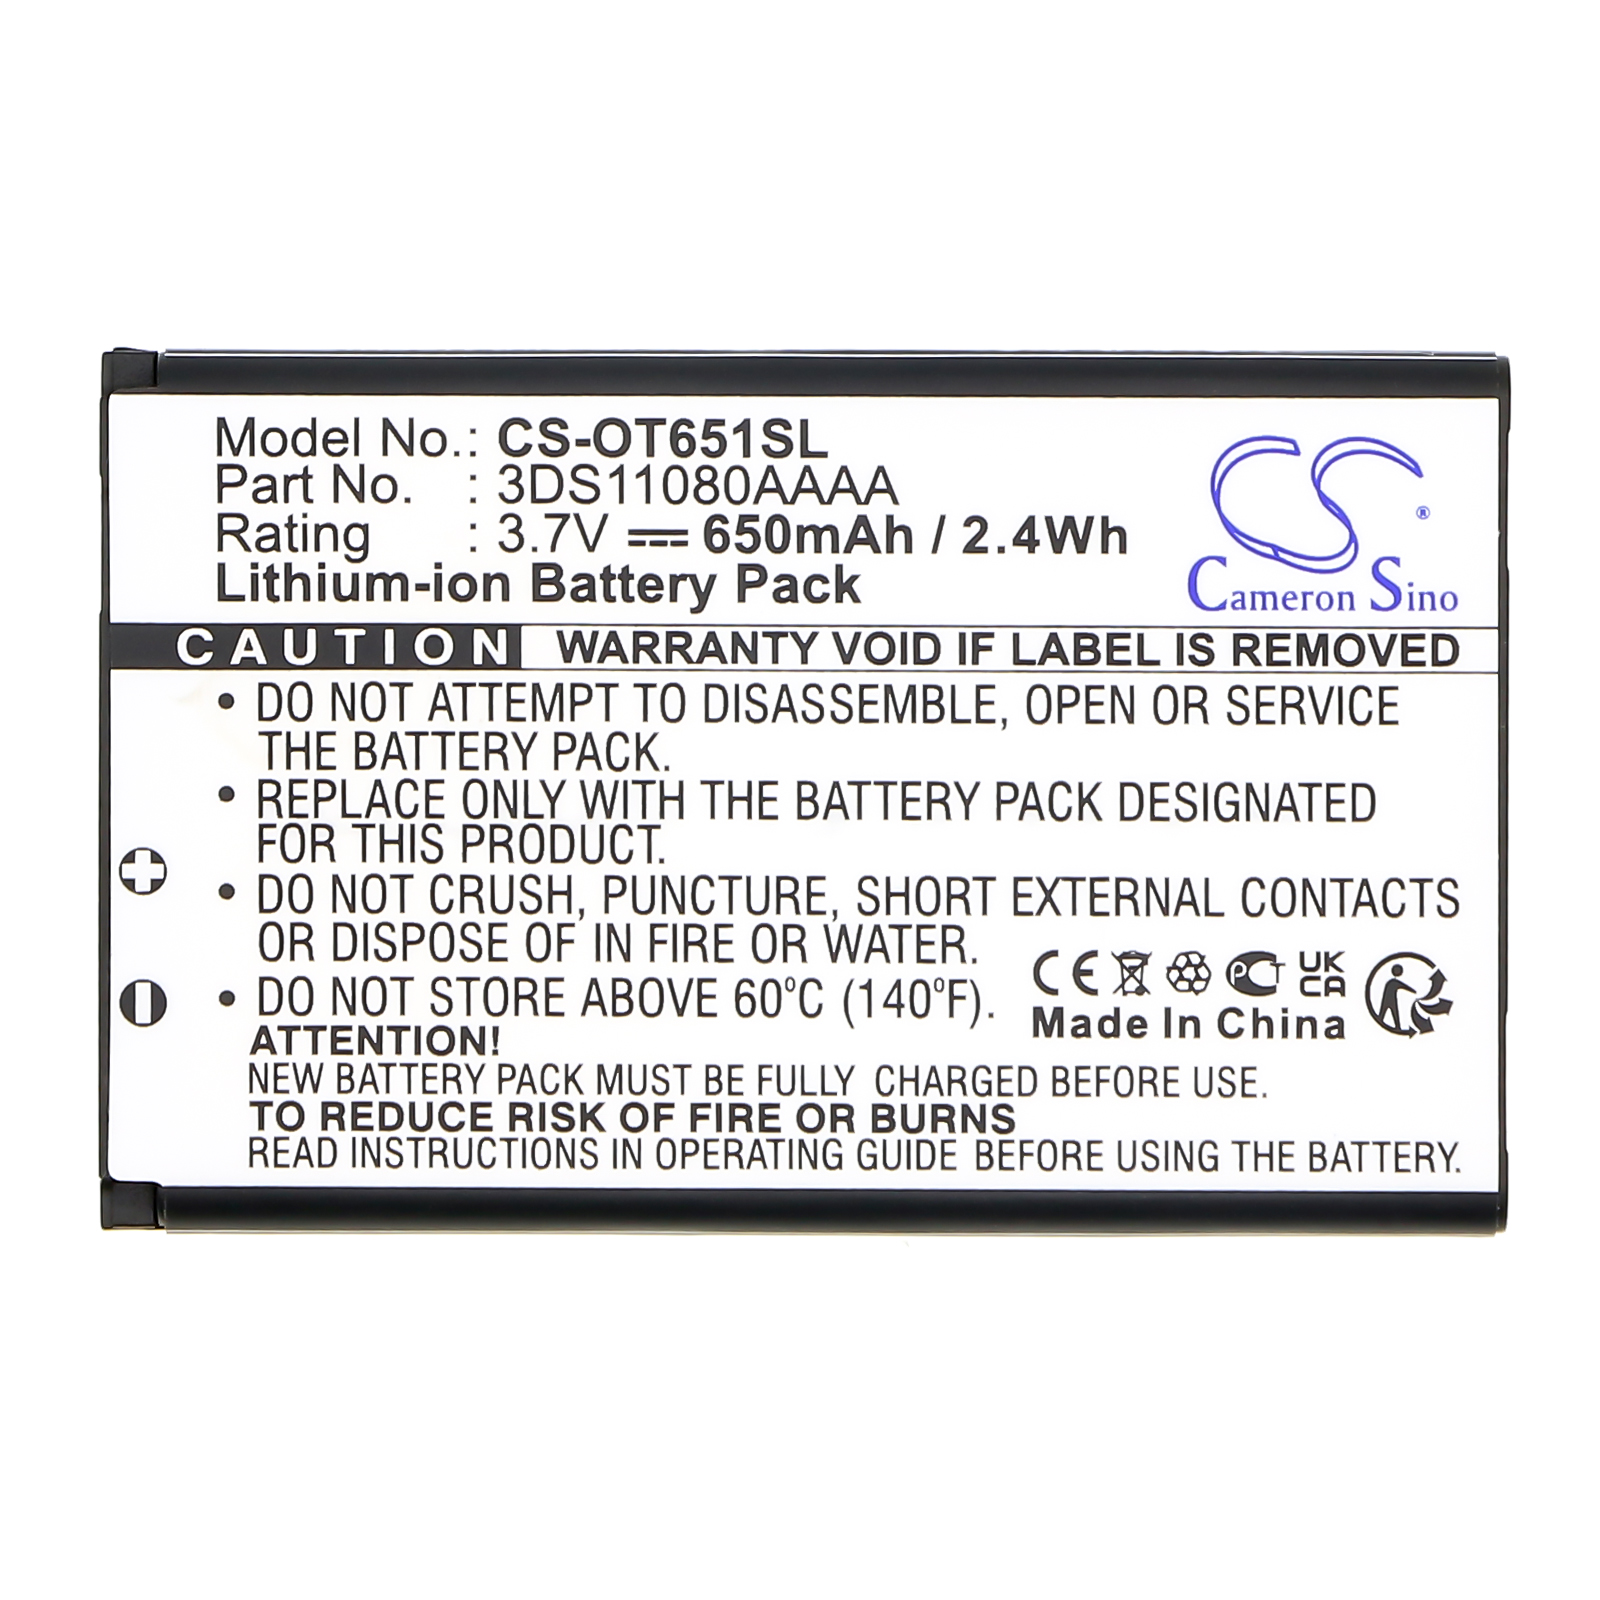 Model No.: CS-OT651SL
Part No. : 3DS11080AAAA
Rating : 3.7V 650mAh / 2.4Wh
Lithium-ion Battery Pack
CS®
Cameron Sino
CAUTION WARRANTY VOID IF LABEL IS REMOVED
• DO NOT ATTEMPT TO DISASSEMBLE, OPEN OR SERVICE
THE BATTERY PACK.
• REPLACE ONLY WITH THE BATTERY PACK DESIGNATED
FOR THIS PRODUCT.
• DO NOT CRUSH, PUNCTURE, SHORT EXTERNAL CONTACTS
OR DISPOSE OF IN FIRE OR WATER.
• DO NOT STORE ABOVE 60°C (140°F).
CE PCT UK
CA
Made In China
ATTENTION!
NEW BATTERY PACK MUST BE FULLY CHARGED BEFORE USE.
TO REDUCE RISK OF FIRE OR BURNS
READ INSTRUCTIONS IN OPERATING GUIDE BEFORE USING THE BATTERY.